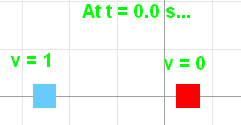 At t = 0.0 s...
v = 1
v = 0